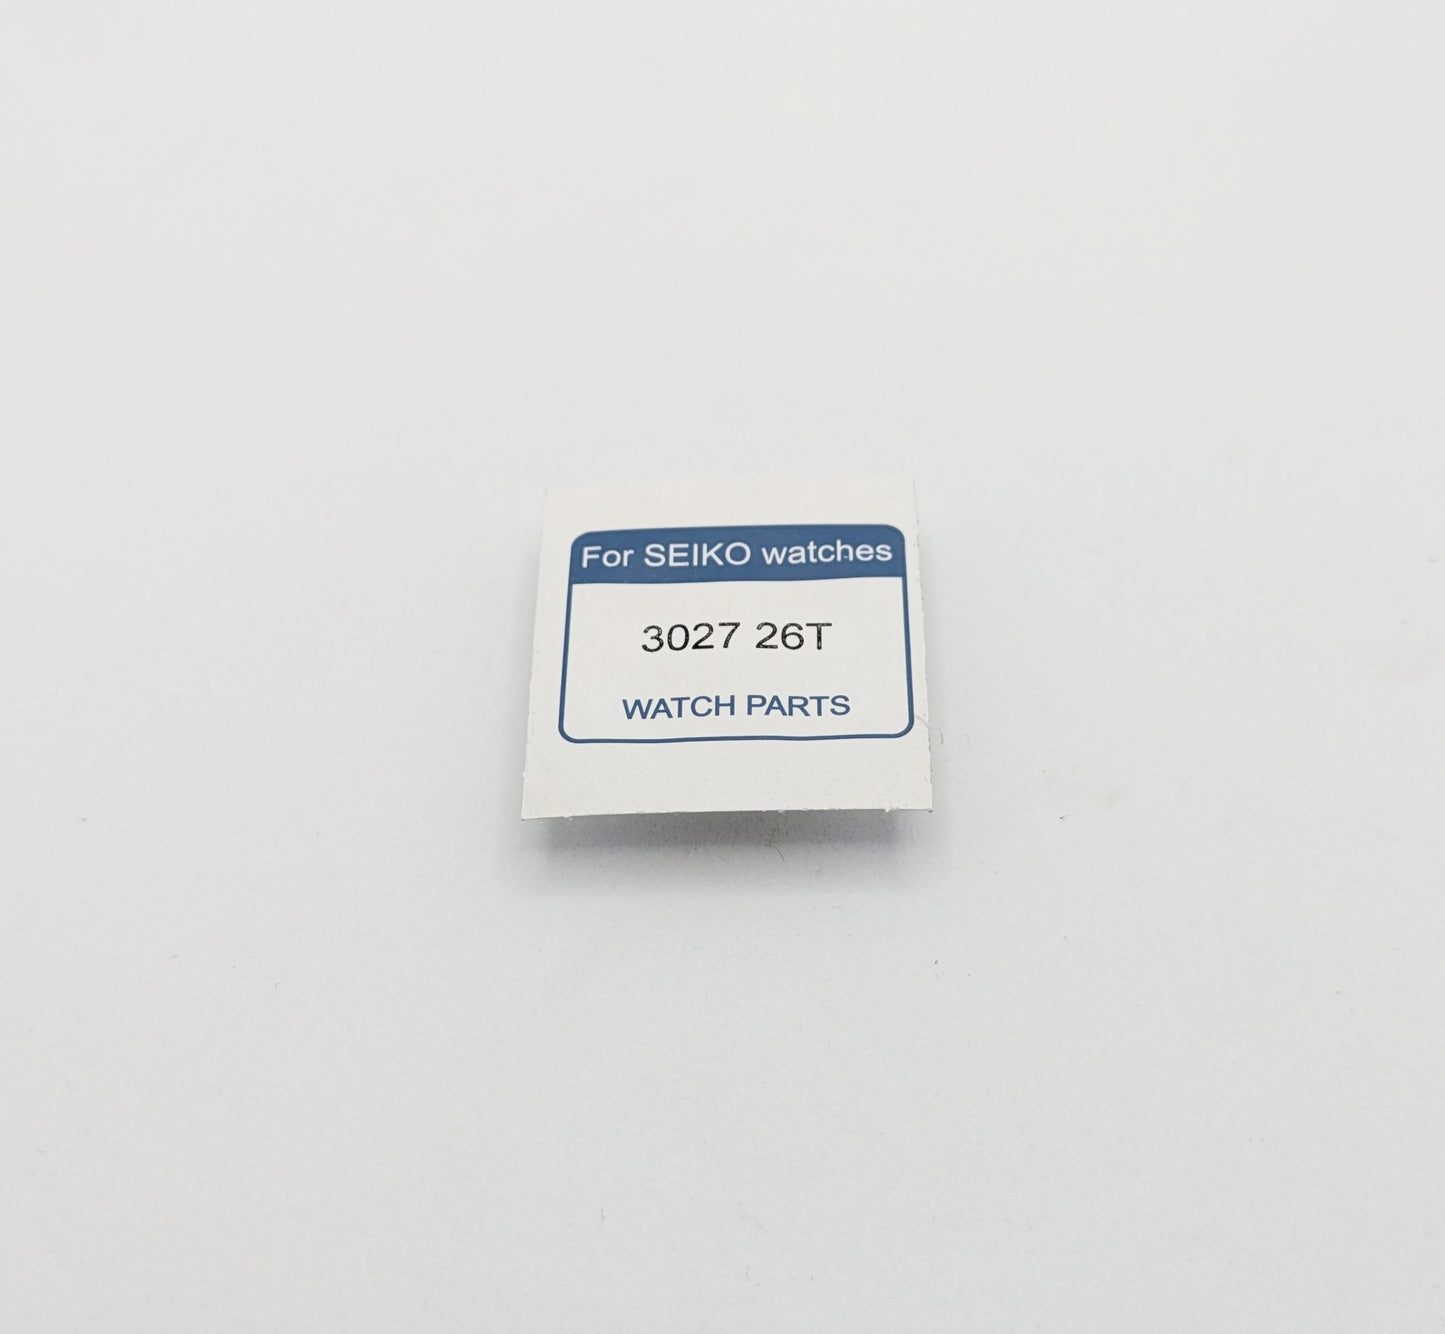 For SEIKO watches
3027 26T
WATCH PARTS